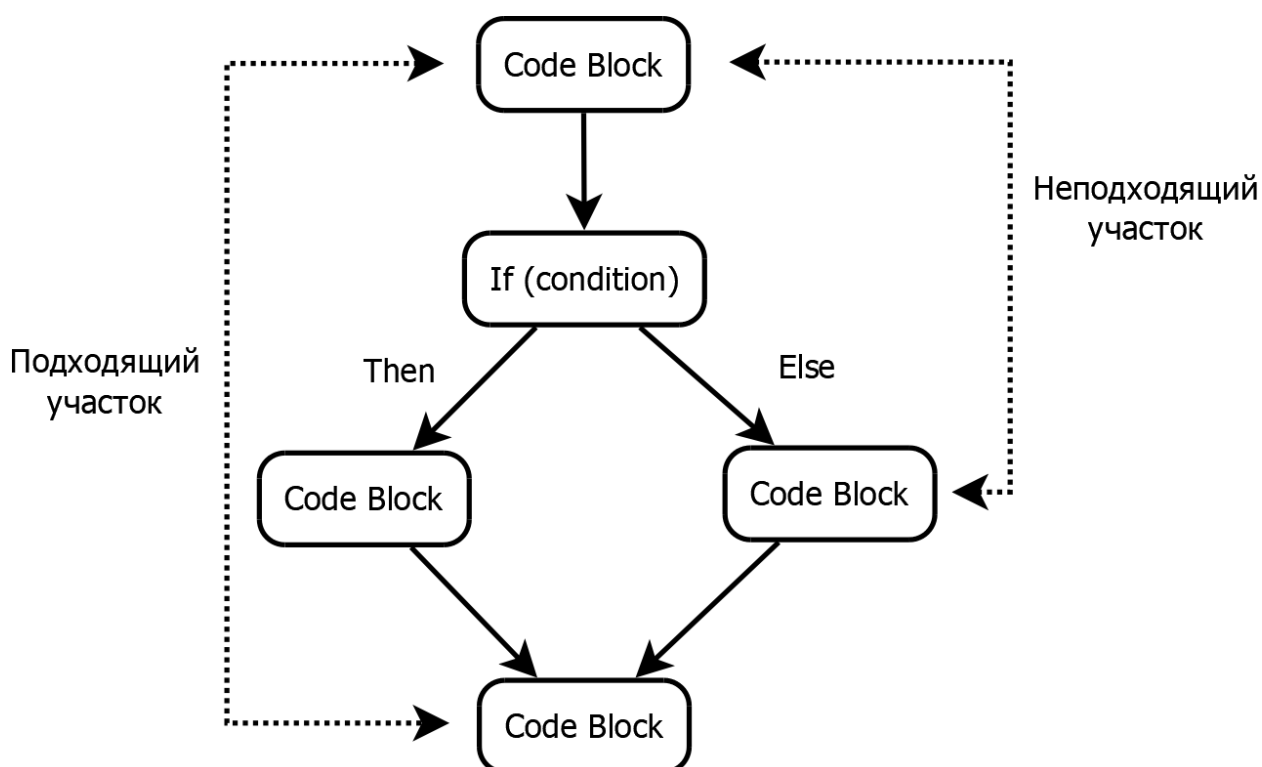 Code Block
Неподходящий
участок
If (condition)
Подходящий
участок
Then
Else
Code Block
Code Block
Code Block